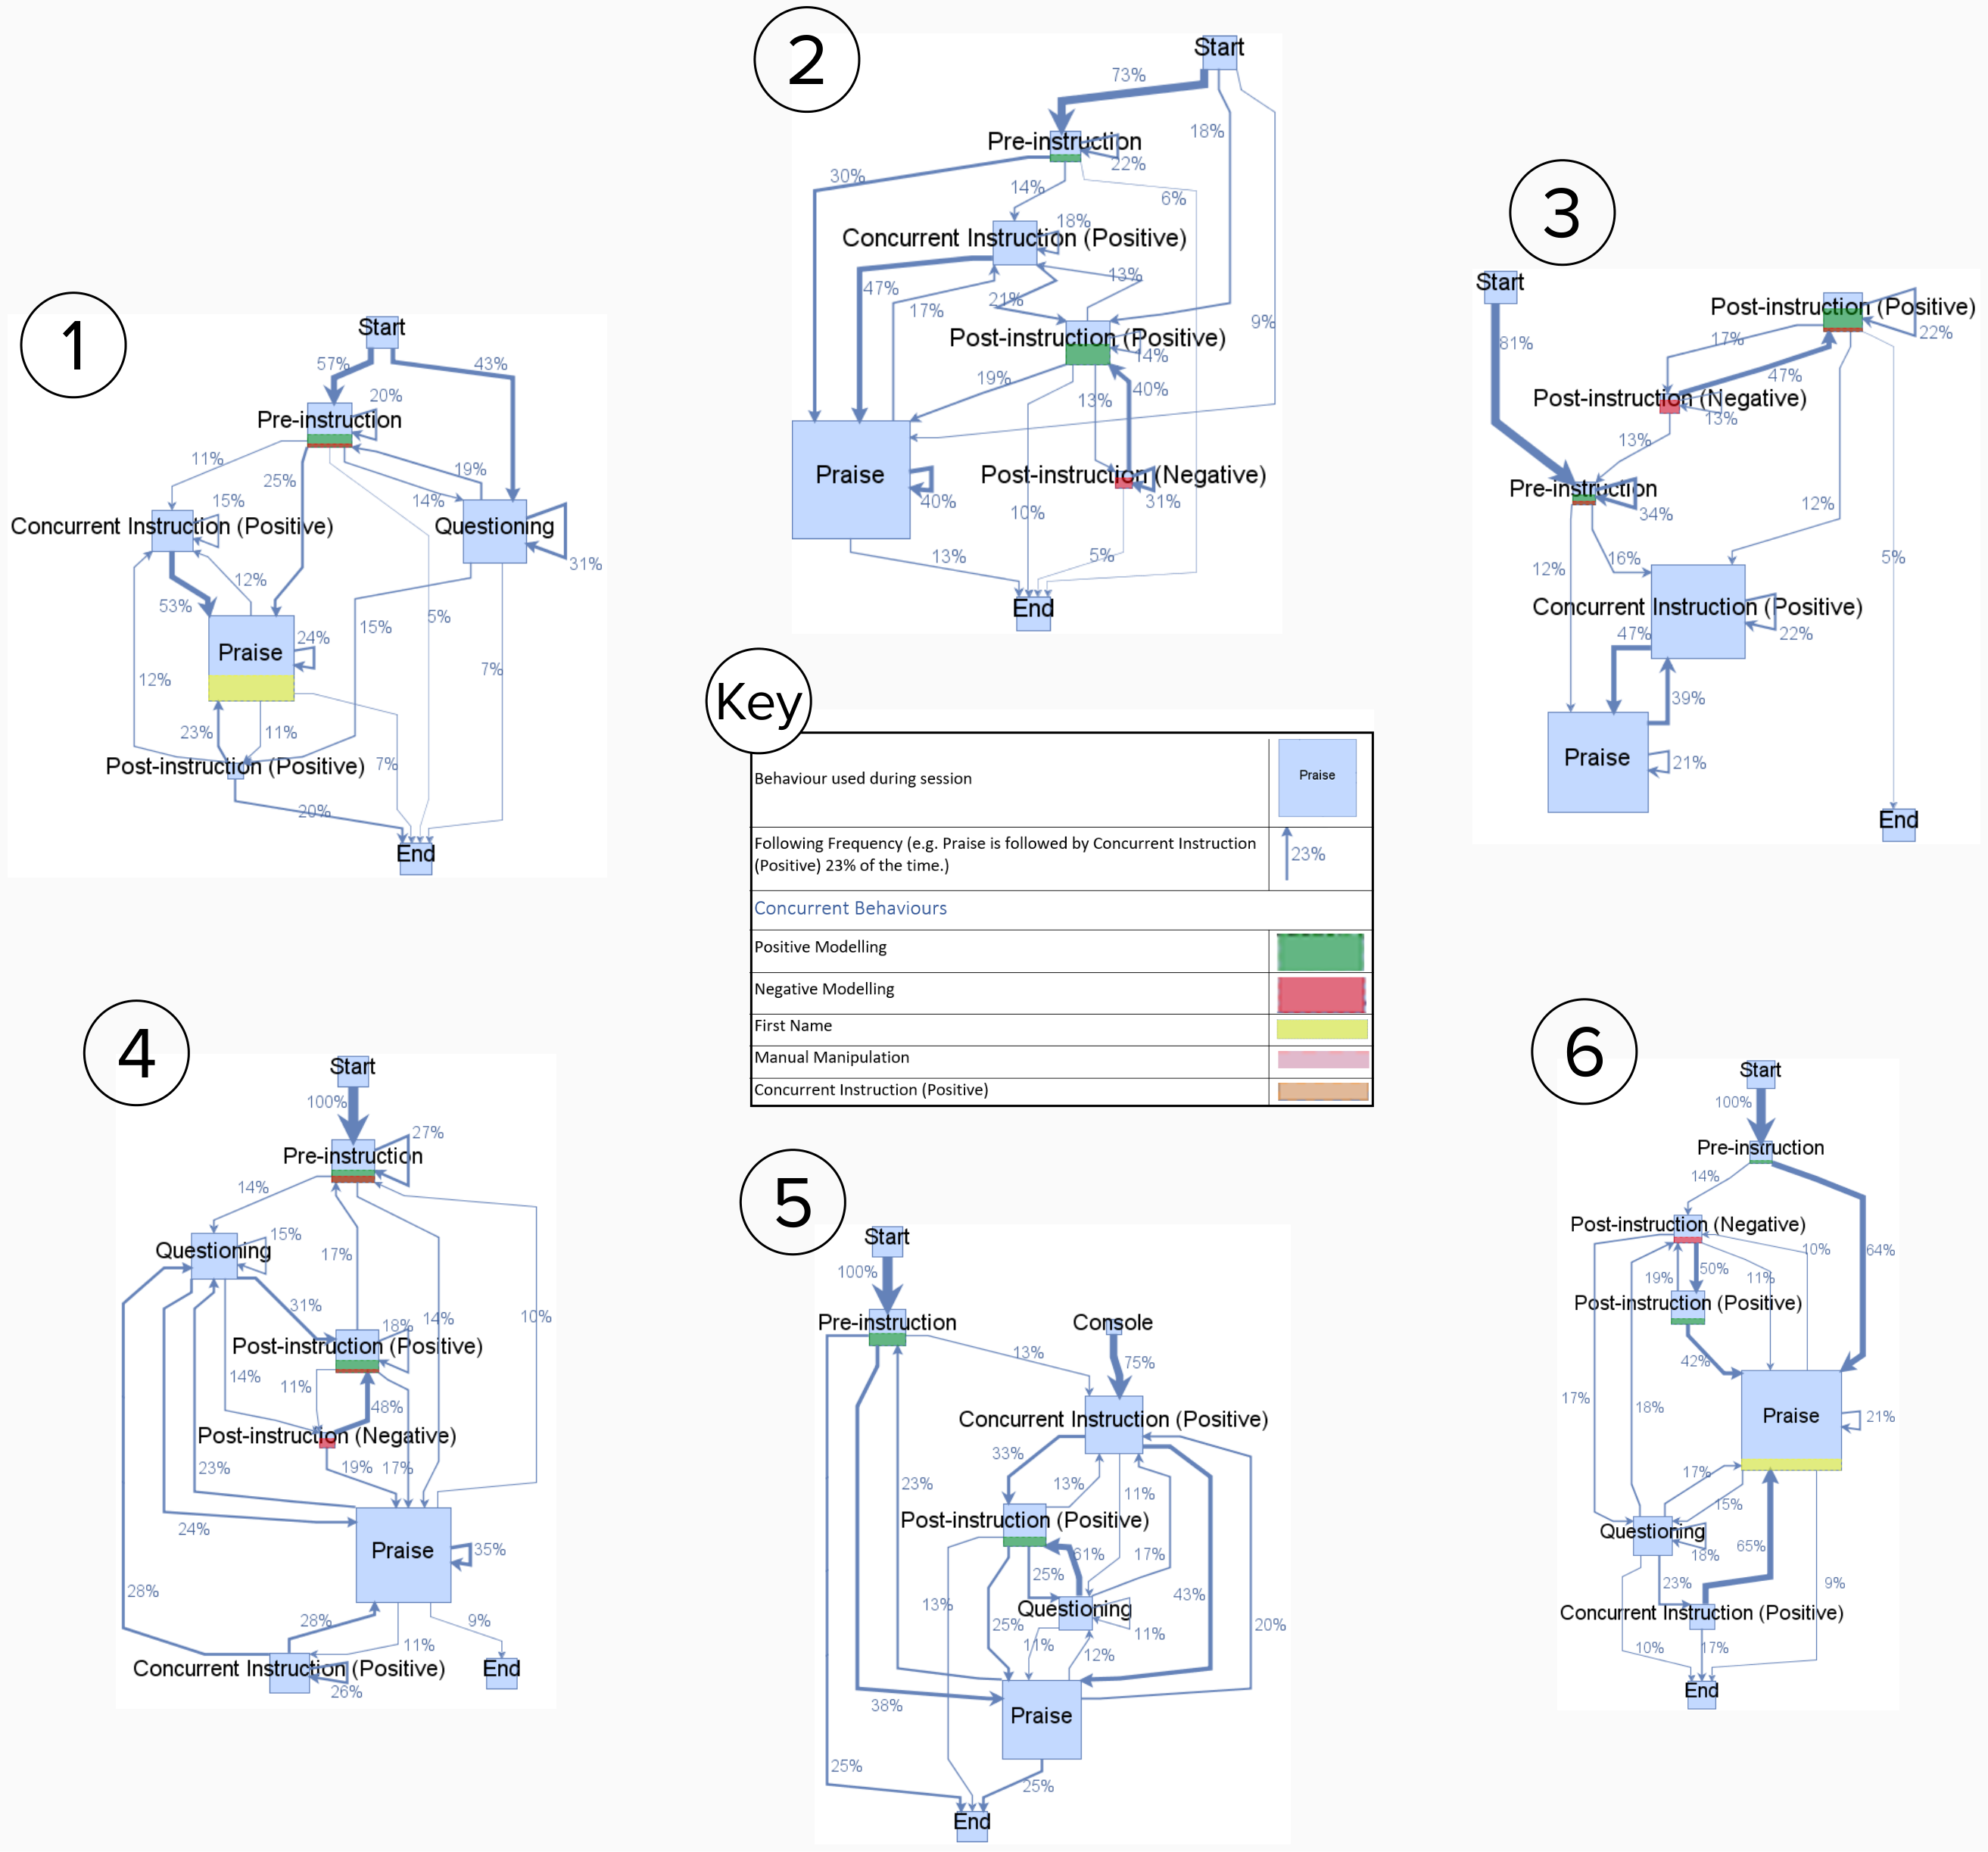 1
Start
57%
43%
20%
Pre-instruction
11%
25%
19%
14%
15%
Concurrent Instruction (Positive)
Questioning
31%
12%
53%
24%
Praise
15%
5%
7%
12%
23%
11%
Post-instruction (Positive)
7%
20%
End
2
Start
73%
18%
Pre-instruction
22%
30%
14%
6%
18%
Concurrent Instruction (Positive)
13%
47%
21%
17%
9%
Post-instruction (Positive)
14%
19%
40%
13%
Praise
Post-instruction (Negative)
40%
31%
10%
13%
5%
End
3
Start
Post-instruction (Positive)
81%
17%
22%
47%
Post-instruction (Negative)
13%
13%
Pre-instruction
34%
12%
16%
12%
5%
Concurrent Instruction (Positive)
47%
22%
39%
Praise
21%
End
Key
Behaviour used during session
Praise
Following Frequency (e.g. Praise is followed by Concurrent Instruction
(Positive) 23% of the time.)
23%
Concurrent Behaviours
Positive Modelling
Negative Modelling
First Name
Manual Manipulation
Concurrent Instruction (Positive)
4
Start
100%
27%
Pre-instruction
14%
15%
Questioning
17%
31%
18%
14%
10%
Post-instruction (Positive)
14%
11%
48%
Post-instruction (Negative)
23%
19%
17%
24%
Praise
35%
28%
28%
9%
11%
Concurrent Instruction (Positive)
End
26%
5
Start
100%
Pre-instruction
Console
13%
75%
Concurrent Instruction (Positive)
33%
23%
13%
11%
Post-instruction (Positive)
61%
17%
25%
43%
13%
Questioning
25%
11%
11%
12%
20%
38%
Praise
25%
25%
End
6
Start
100%
Pre-instruction
14%
Post-instruction (Negative)
10%
64%
50%
19%
11%
Post-instruction (Positive)
42%
17%
18%
Praise
21%
17%
15%
Questioning
18%
65%
23%
9%
Concurrent Instruction (Positive)
10%
17%
End